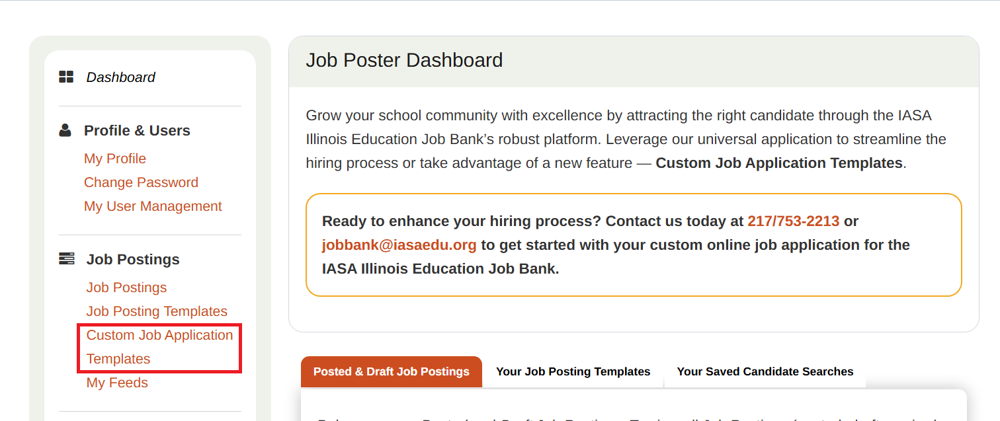 Dashboard
Profile & Users
My Profile
Change Password
My User Management
Job Postings
Job Postings
Job Posting Templates
Custom Job Application
Templates
My Feeds
Job Poster Dashboard
Grow your school community with excellence by attracting the right candidate through the IASA
Illinois Education Job Bank’s robust platform. Leverage our universal application to streamline the
hiring process or take advantage of a new feature — Custom Job Application Templates.
Ready to enhance your hiring process? Contact us today at 217/753-2213 or
jobbank@iasaedu.org to get started with your custom online job application for the
IASA Illinois Education Job Bank.
Posted & Draft Job Postings
Your Job Posting Templates
Your Saved Candidate Searches